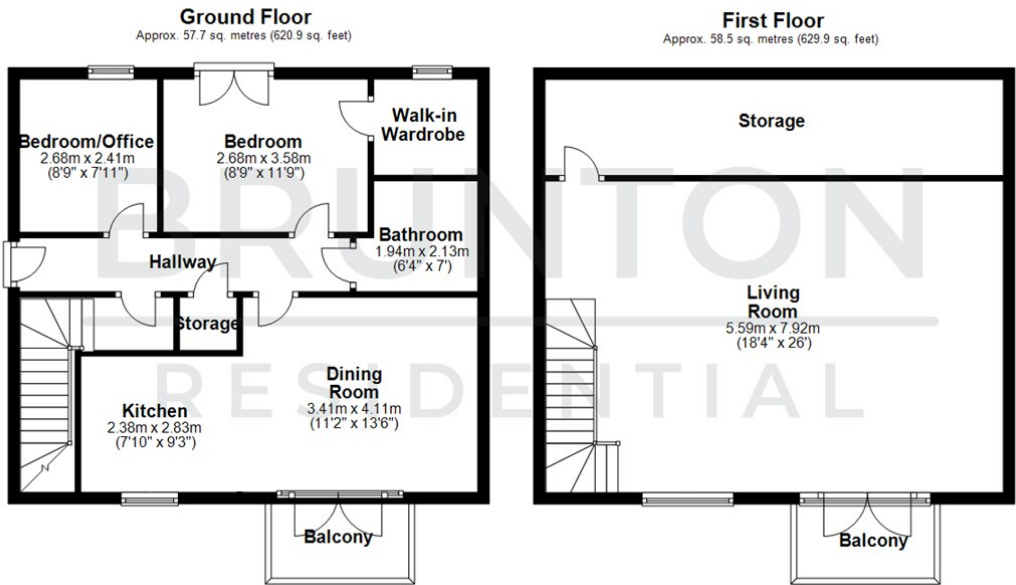 Ground Floor
Approx. 57.7 sq. metres (620.9 sq. feet)
Bedroom/Office
2.68m x 2.41m
(8'9" x 7'11")
Bedroom
2.68m x 3.58m
(8'9" x 11'9")
Walk-in
Wardrobe
Bathroom
1.94m x 2.13m
(6'4" x 7')
Hallway
Storage
Dining
Room
3.41m x 4.11m
(11'2" x 13'6")
Kitchen
2.38m x 2.83m
(7'10" x 9'3")
N
Balcony
First Floor
Approx. 58.5 sq. metres (629.9 sq. feet)
Storage
Living
Room
5.59m x 7.92m
(18'4" x 26')
Balcony
BRUNTON
RESIDENTIAL